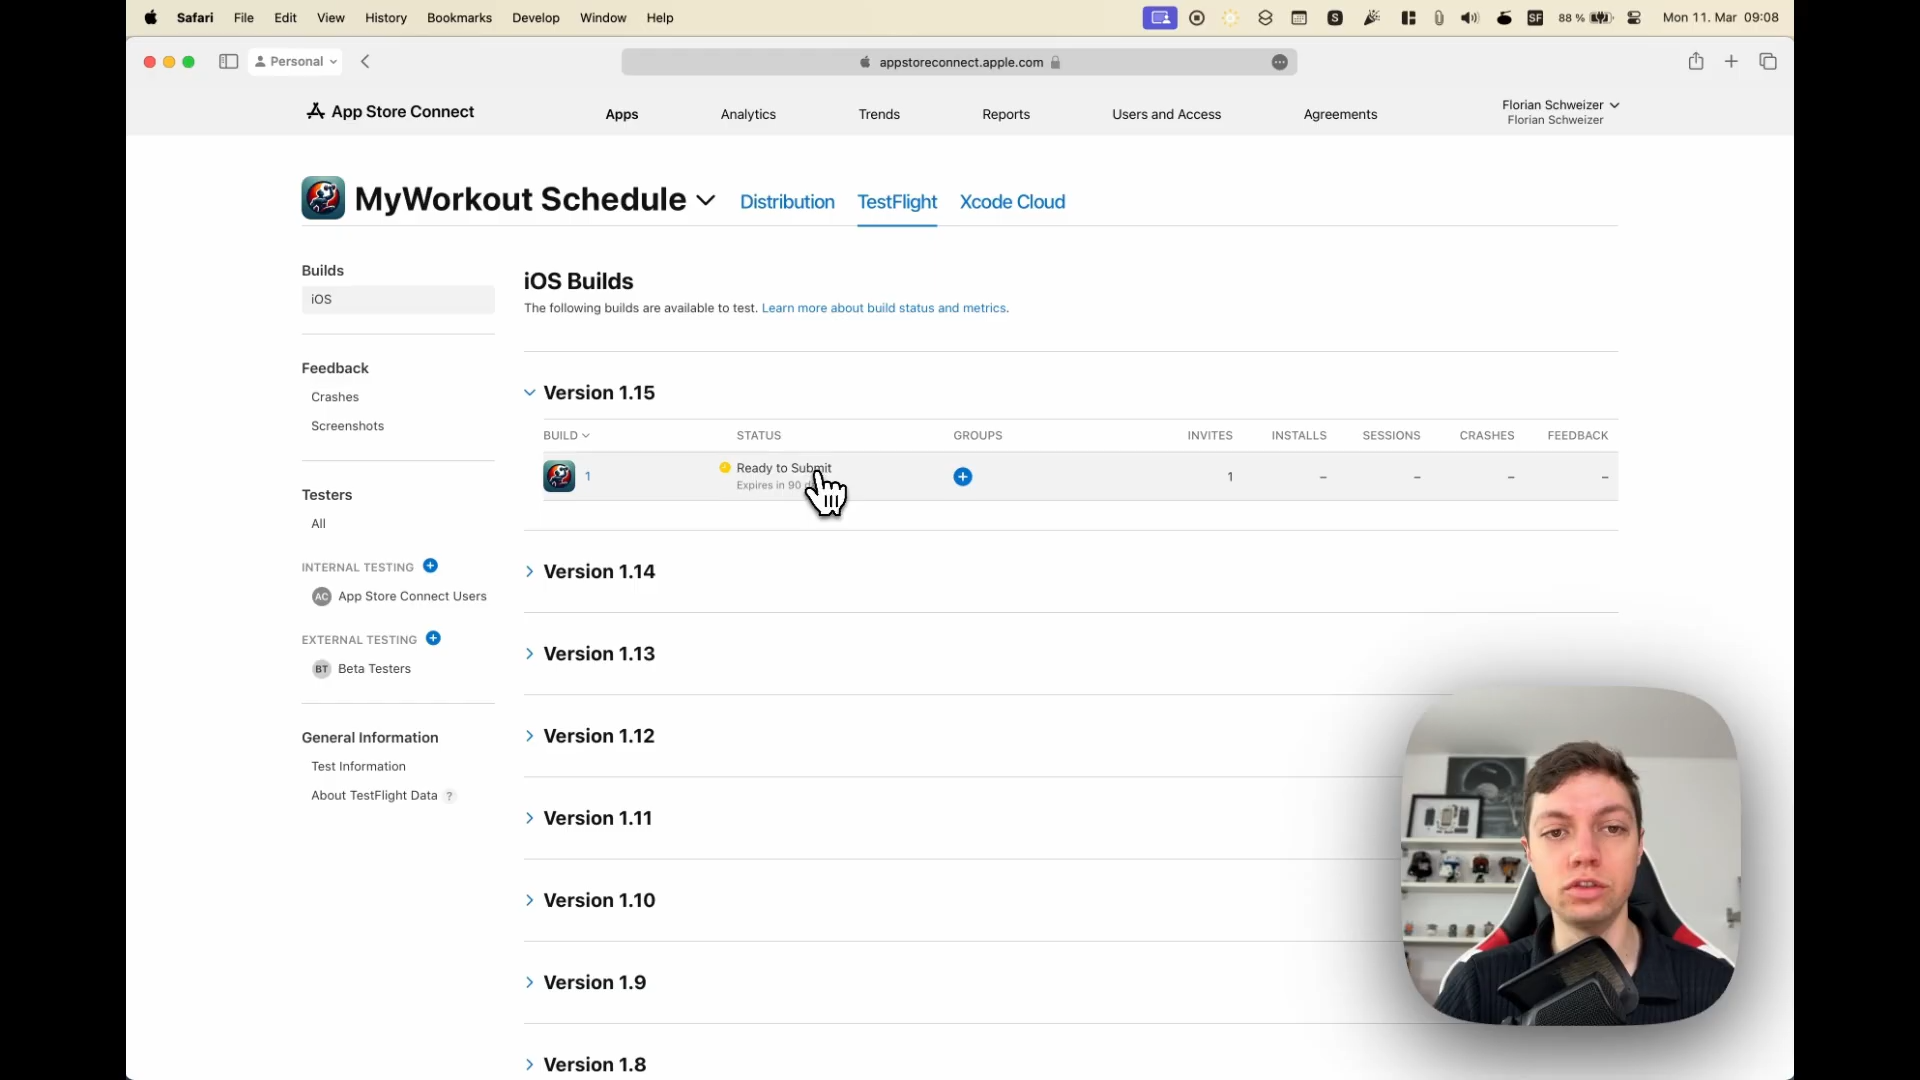 Safari File Edit View History Bookmarks Develop Window Help
S
SF
88 %
Mon 11. Mar 09:08
Personal
appstoreconnect.apple.com
App Store Connect
Apps
Analytics
Trends
Reports
Users and Access
Agreements
Florian Schweizer
Florian Schweizer
MyWorkout Schedule
Distribution
TestFlight
Xcode Cloud
Builds
iOS
Feedback
Crashes
Screenshots
Testers
All
INTERNAL TESTING
AC App Store Connect Users
EXTERNAL TESTING
BT Beta Testers
General Information
Test Information
About TestFlight Data ?
iOS Builds
The following builds are available to test. Learn more about build status and metrics.
Version 1.15
BUILD STATUS GROUPS INVITES INSTALLS SESSIONS CRASHES FEEDBACK
1 Ready to Submit 1 – – – –
Expires in 90
Version 1.14
Version 1.13
Version 1.12
Version 1.11
Version 1.10
Version 1.9
Version 1.8